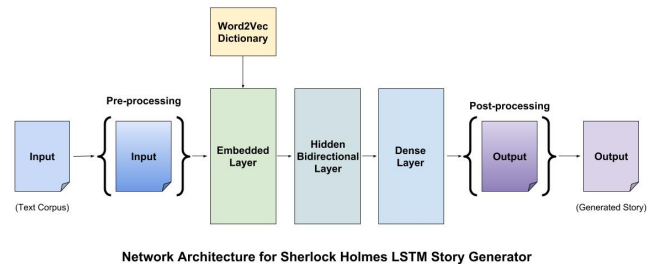 Word2Vec
Dictionary
Pre-processing
Post-processing
Input
Input
Embedded
Layer
Hidden
Bidirectional
Layer
Dense
Layer
Output
Output
(Text Corpus)
(Generated Story)
Network Architecture for Sherlock Holmes LSTM Story Generator